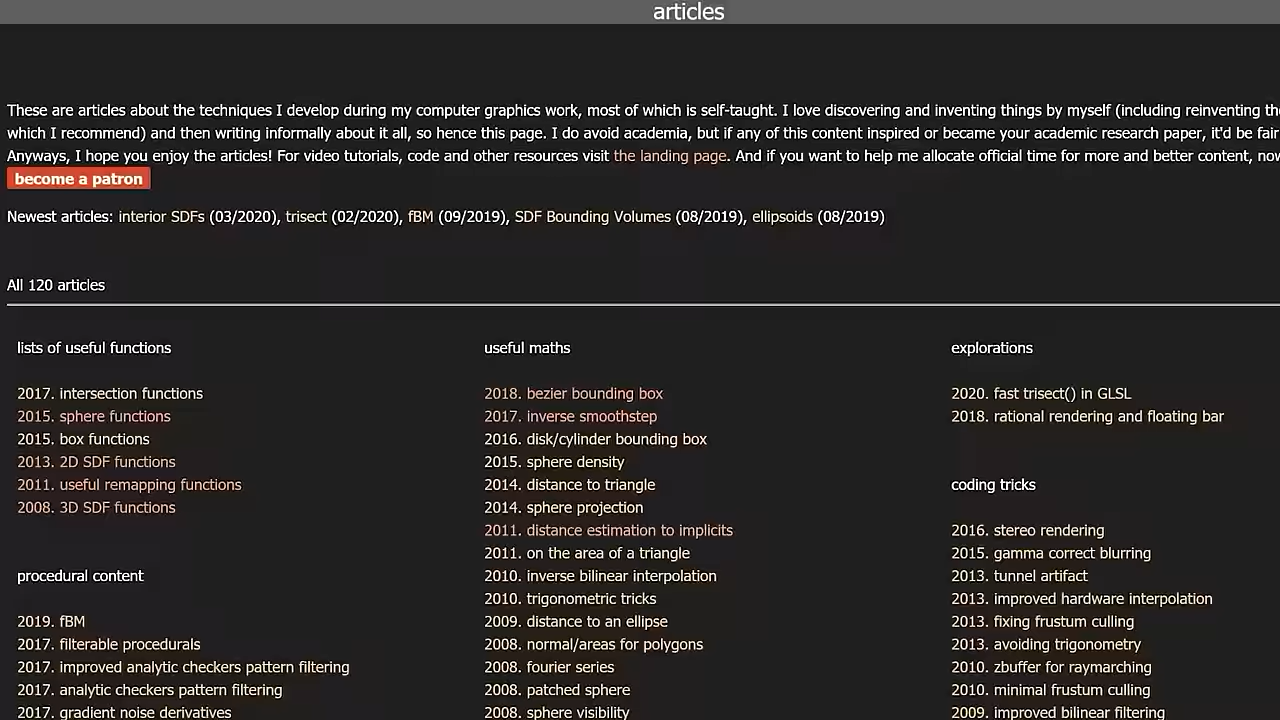 articles
These are articles about the techniques I develop during my computer graphics work, most of which is self-taught. I love discovering and inventing things by myself (including reinventing
which I recommend) and then writing informally about it all, so hence this page. I do avoid academia, but if any of this content inspired or became your academic research paper, it'd be fair
Anyways, I hope you enjoy the articles! For video tutorials, code and other resources visit the landing page. And if you want to help me allocate official time for more and better content,
become a patron
Newest articles: interior SDFs (03/2020), trisect (02/2020), fBM (09/2019), SDF Bounding Volumes (08/2019), ellipsoids (08/2019)
All 120 articles
lists of useful functions
2017. intersection functions
2015. sphere functions
2015. box functions
2013. 2D SDF functions
2011. useful remapping functions
2008. 3D SDF functions
procedural content
2019. fBM
2017. filterable procedurals
2017. improved analytic checkers pattern filtering
2017. analytic checkers pattern filtering
2017. gradient noise derivatives
useful maths
2018. bezier bounding box
2017. inverse smoothstep
2016. disk/cylinder bounding box
2015. sphere density
2014. distance to triangle
2014. sphere projection
2011. distance estimation to implicits
2011. on the area of a triangle
2010. inverse bilinear interpolation
2010. trigonometric tricks
2009. distance to an ellipse
2008. normal/areas for polygons
2008. fourier series
2008. patched sphere
2008. sphere visibility
explorations
2020. fast trisect() in GLSL
2018. rational rendering and floating bar
coding tricks
2016. stereo rendering
2015. gamma correct blurring
2013. tunnel artifact
2013. improved hardware interpolation
2013. fixing frustum culling
2013. avoiding trigonometry
2010. zbuffer for raymarching
2010. minimal frustum culling
2009. improved bilinear filtering